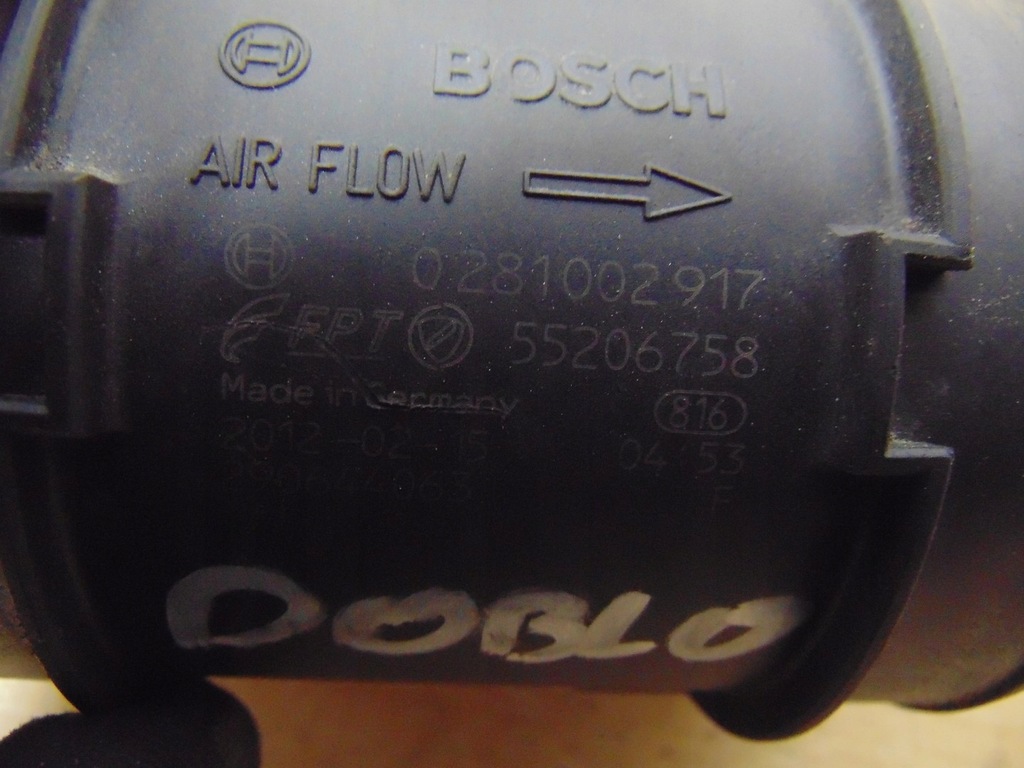 BOSCH
AIR FLOW
0 281 002 917
FPT 55206758
Made in Germany 816
2012-02-15 04 53
F
DOBLO